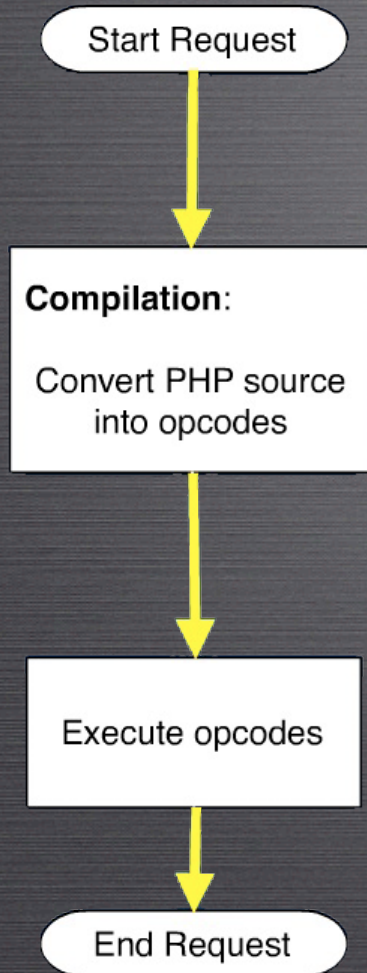 Start Request
Compilation:
Convert PHP source
into opcodes
Execute opcodes
End Request